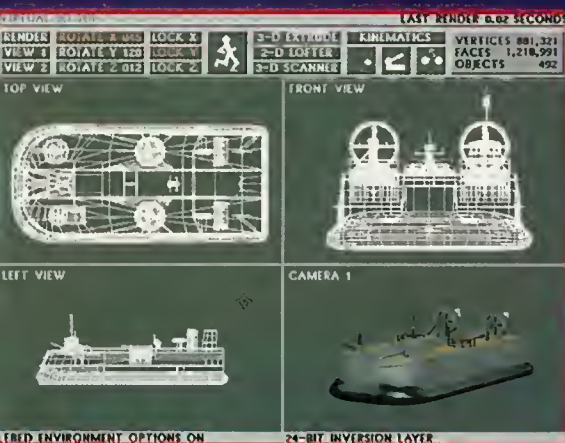 VIRTUAL
LAST RENDER 0.02 SECONDS
RENDER ROTATE X 045 LOCK X 3-D EXTRUDE KINEMATICS VERTICES 881,321
VIEW 1 ROTATE Y 120 LOCK Y 2-D LOFTER FACES 1,218,991
VIEW 2 ROTATE Z 012 LOCK Z 3-D SCANNER OBJECTS 492
TOP VIEW FRONT VIEW
LEFT VIEW CAMERA 1
ENVIRONMENT OPTIONS ON 24-BIT INVERSION LAYER